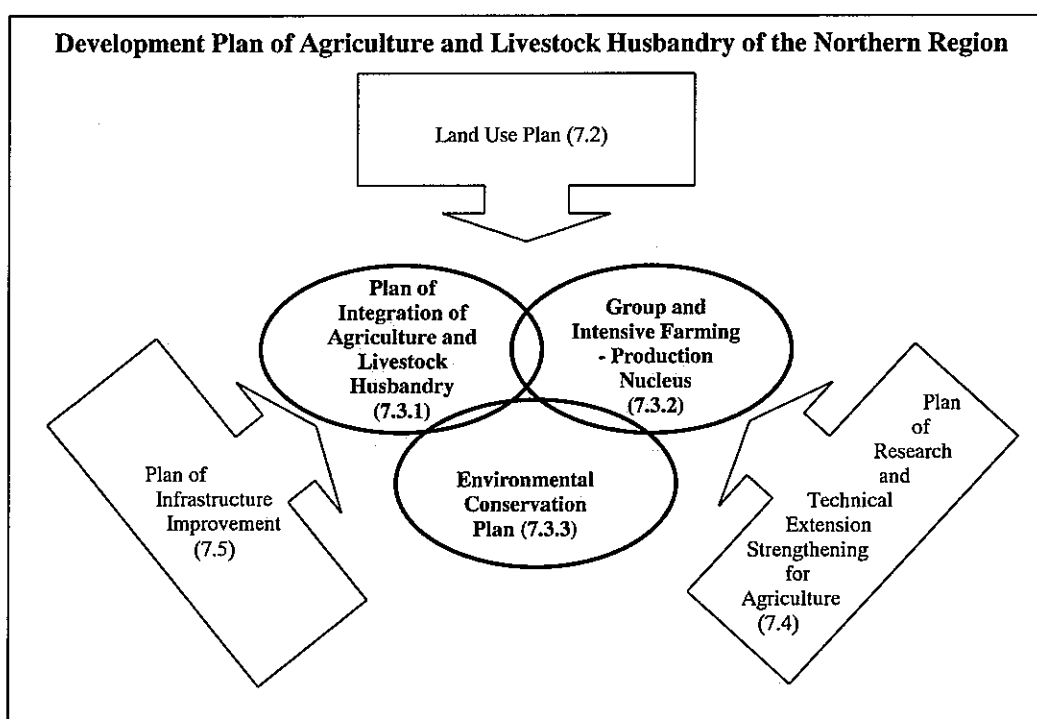 Development Plan of Agriculture and Livestock Husbandry of the Northern Region
Land Use Plan (7.2)
Plan of
Integration of
Agriculture and
Livestock
Husbandry
(7.3.1)
Group and
Intensive Farming
- Production
Nucleus
(7.3.2)
Environmental
Conservation
Plan (7.3.3)
Plan of
Infrastructure
Improvement
(7.5)
Plan
of
Research
and
Technical
Extension
Strengthening
for
Agriculture
(7.4)